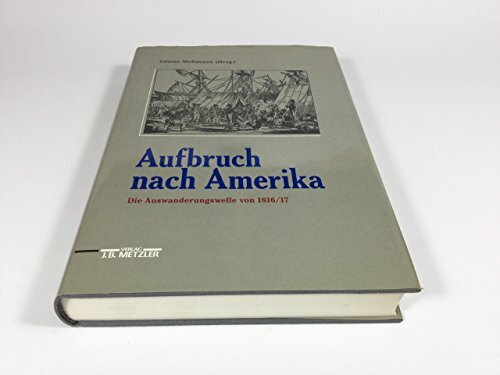 Günter Moltmann (Hrsg.)
Aufbruch
nach Amerika
Die Auswanderungswelle von 1816/17
VERLAG
J.B. METZLER